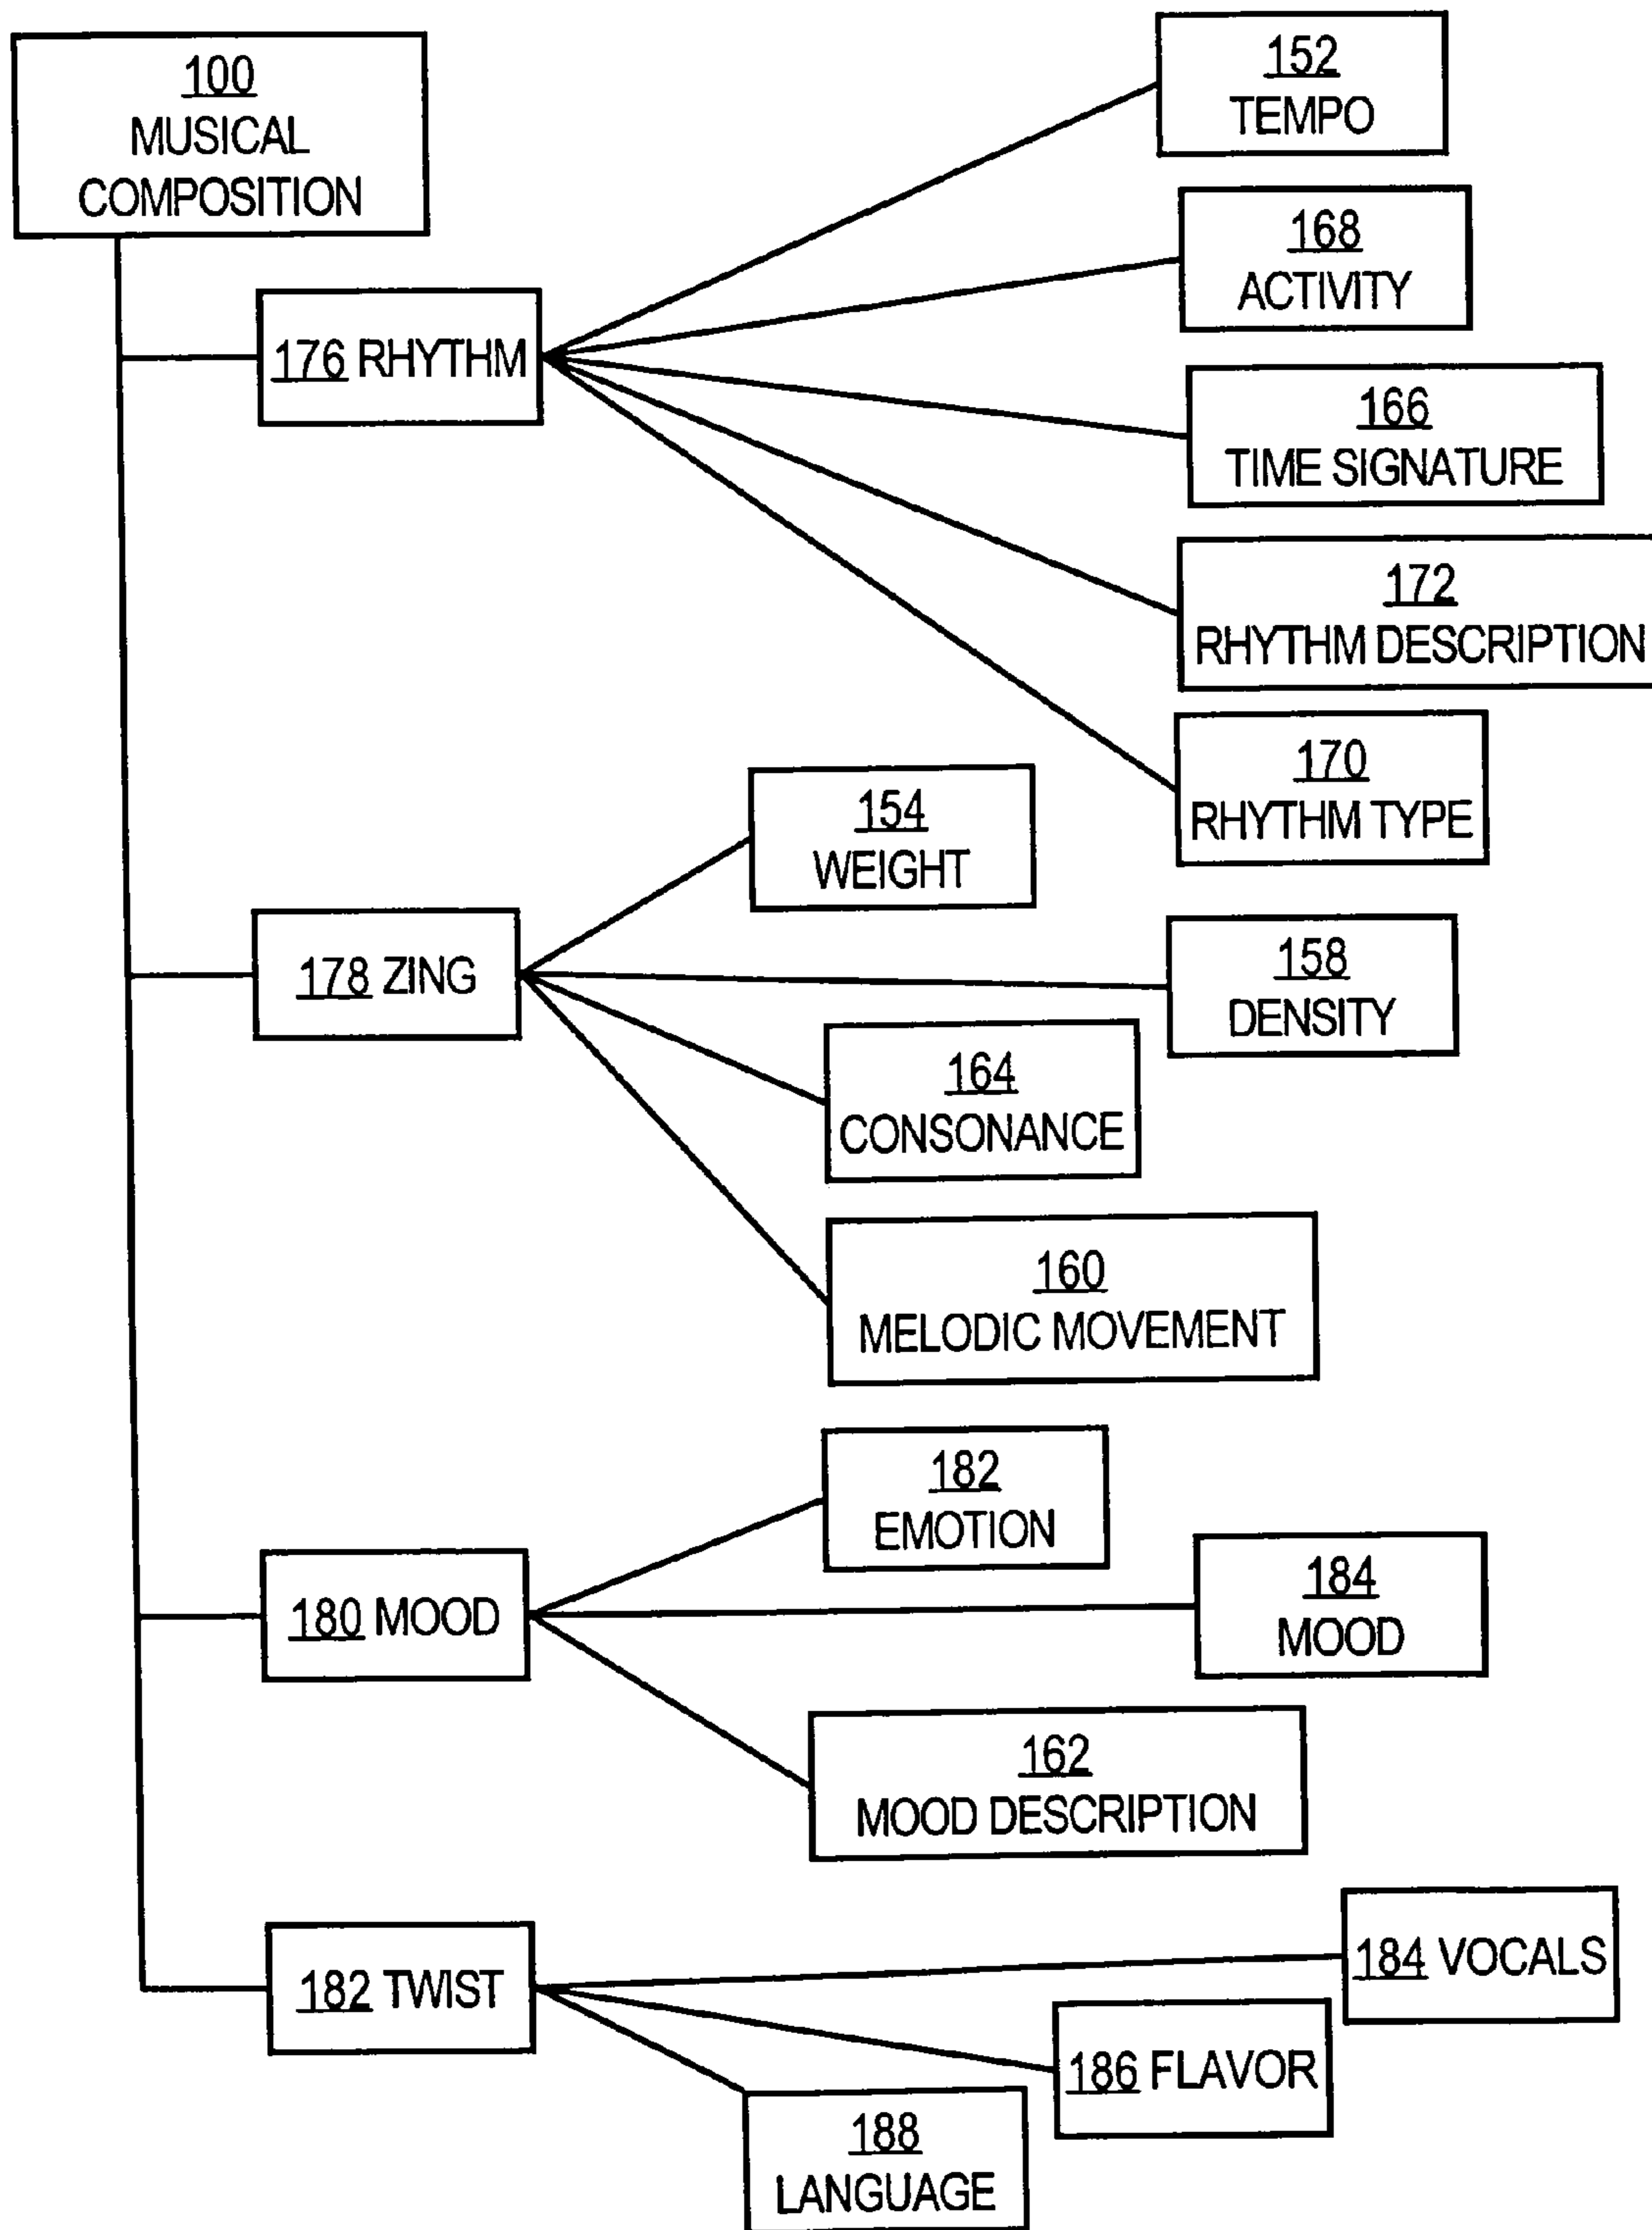 100
MUSICAL
COMPOSITION
152
TEMPO
168
ACTIVITY
176 RHYTHM
166
TIME SIGNATURE
172
RHYTHM DESCRIPTION
170
RHYTHM TYPE
154
WEIGHT
178 ZING
158
DENSITY
164
CONSONANCE
160
MELODIC MOVEMENT
182
EMOTION
180 MOOD
184
MOOD
162
MOOD DESCRIPTION
182 TWIST
184 VOCALS
186 FLAVOR
188
LANGUAGE